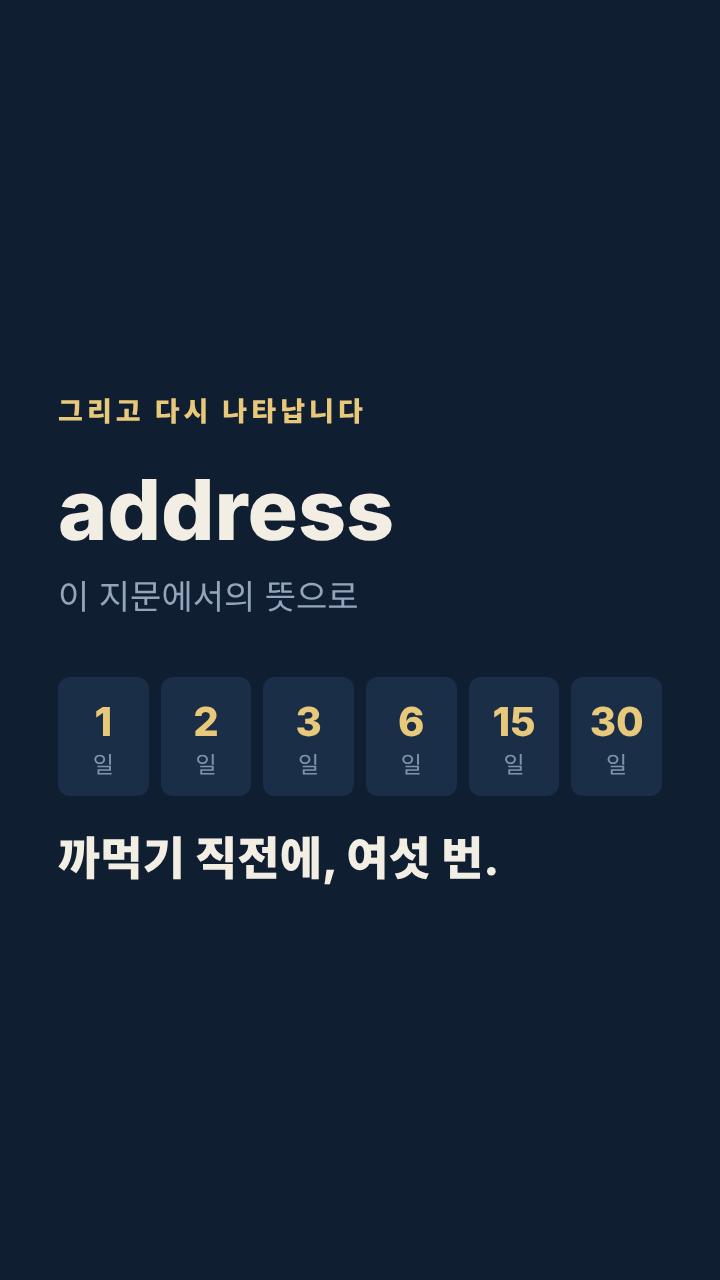 그리고 다시 나타납니다
address
이 지문에서의 뜻으로
1 2 3 6 15 30
일 일 일 일 일 일
까먹기 직전에, 여섯 번.